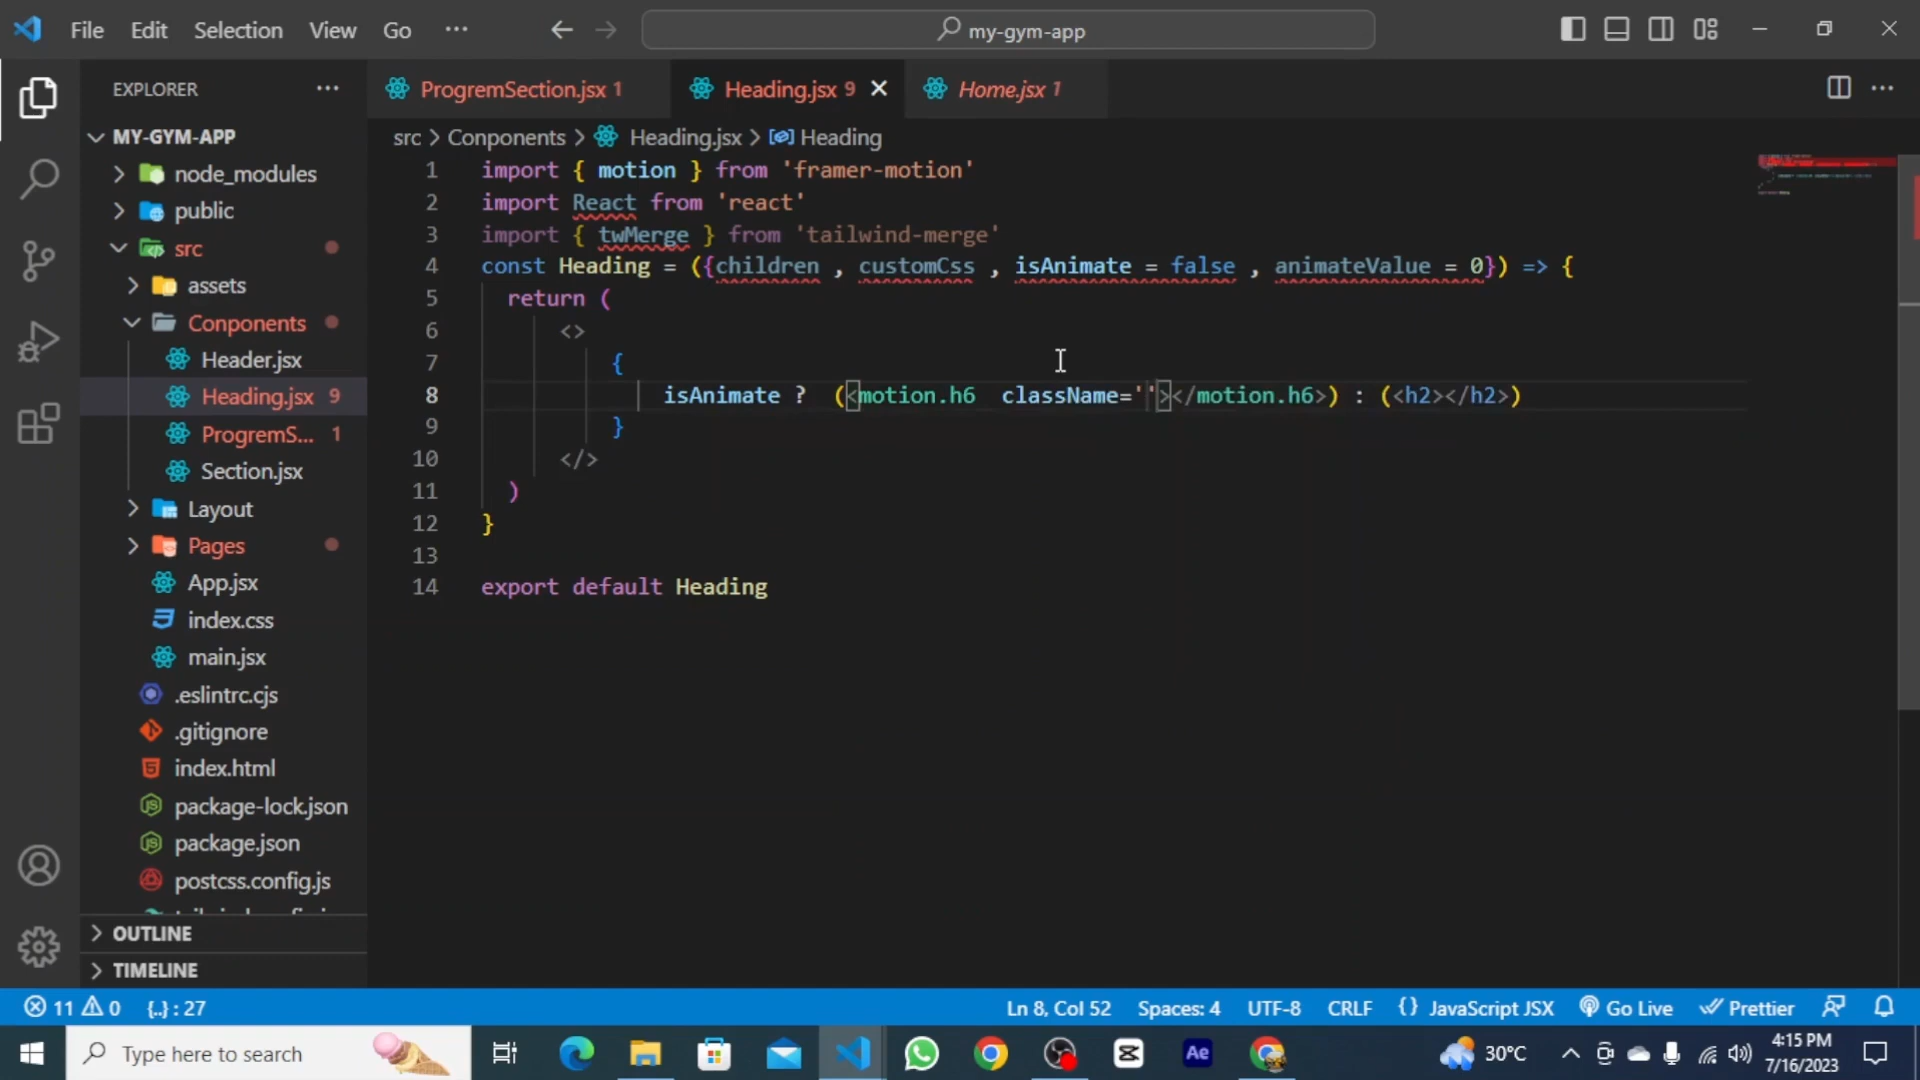 File Edit Selection View Go ··· my-gym-app
EXPLORER ···
MY-GYM-APP
node_modules
public
src
assets
Conponents
Header.jsx
Heading.jsx 9
ProgremS... 1
Section.jsx
Layout
Pages
App.jsx
index.css
main.jsx
.eslintrc.cjs
.gitignore
index.html
package-lock.json
package.json
postcss.config.js
OUTLINE
TIMELINE
ProgremSection.jsx 1 Heading.jsx 9 Home.jsx 1
src > Conponents > Heading.jsx > Heading
1 import { motion } from 'framer-motion'
2 import React from 'react'
3 import { twMerge } from 'tailwind-merge'
4 const Heading = ({children , customCss , isAnimate = false , animateValue = 0}) => {
5 return (
6 <>
7 {
8 isAnimate ? (<motion.h6 className=''></motion.h6>) : (<h2></h2>)
9 }
10 </>
11 )
12 }
13
14 export default Heading
11 0 {..} : 27 Ln 8, Col 52 Spaces: 4 UTF-8 CRLF {} JavaScript JSX Go Live Prettier
Type here to search Ae 30°C 4:15 PM
7/16/2023